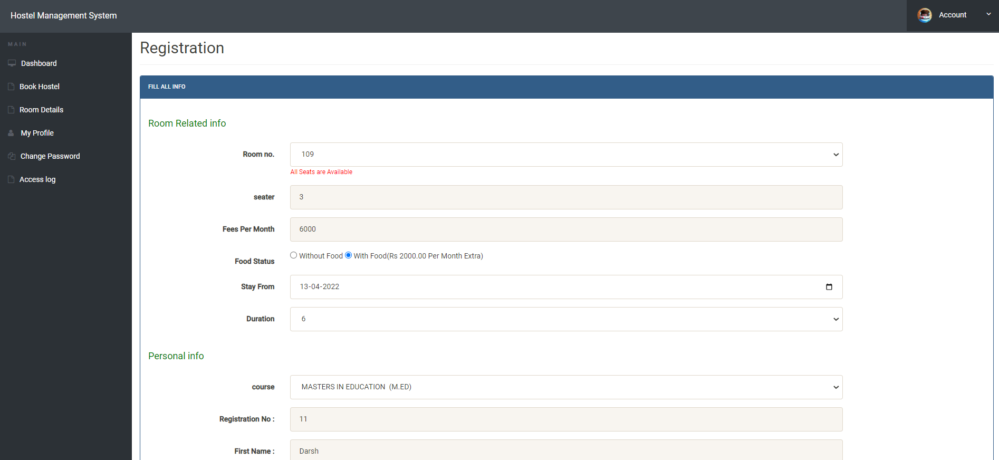 Hostel Management System
Account
MAIN
Dashboard
Book Hostel
Room Details
My Profile
Change Password
Access log
Registration
FILL ALL INFO
Room Related info
Room no. 109
All Seats are Available
seater 3
Fees Per Month 6000
Food Status Without Food With Food(Rs 2000.00 Per Month Extra)
Stay From 13-04-2022
Duration 6
Personal info
course MASTERS IN EDUCATION (M.ED)
Registration No : 11
First Name : Darsh